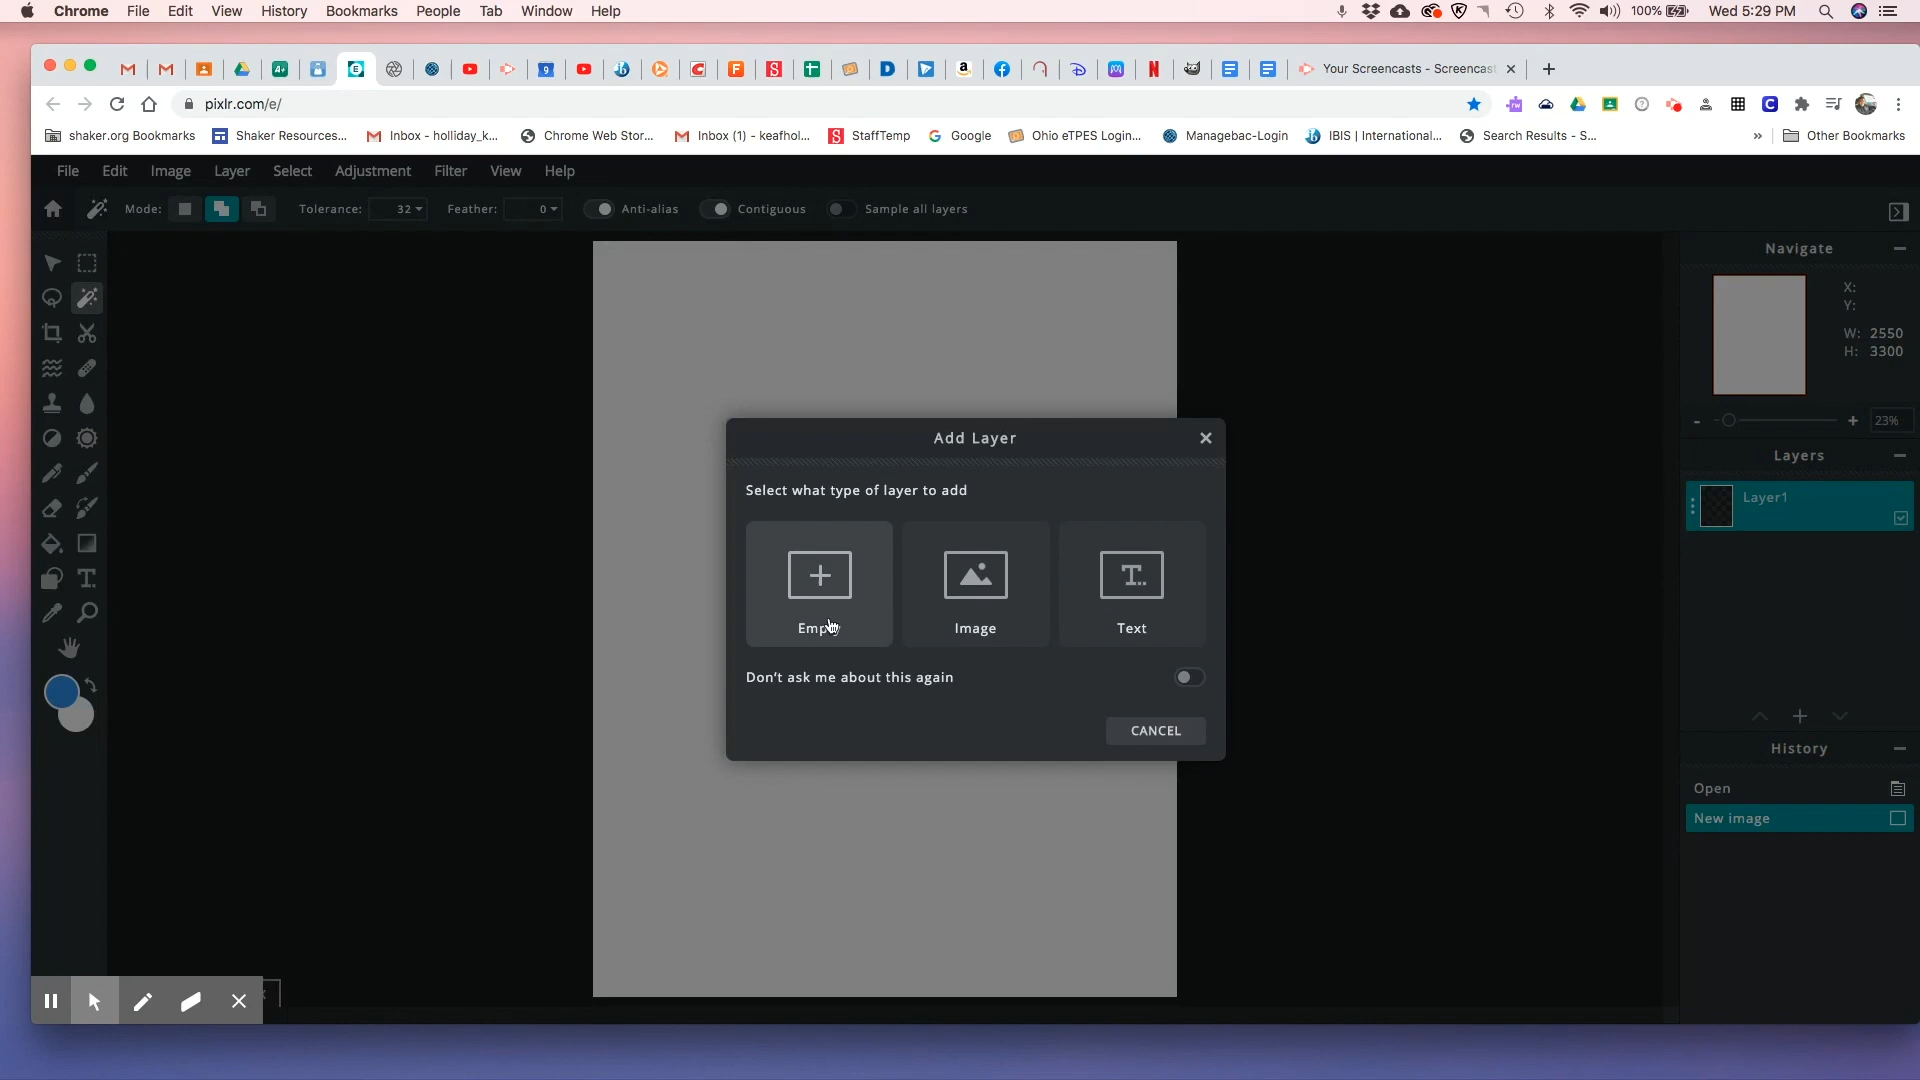 Chrome File Edit View History Bookmarks People Tab Window Help 100% Wed 5:29 PM
Your Screencasts - Screencast
pixlr.com/e/
shaker.org Bookmarks Shaker Resources... Inbox - holliday_k... Chrome Web Stor... Inbox (1) - keafhol... StaffTemp Google Ohio eTPES Login... Managebac-Login IBIS | International... Search Results - S... » Other Bookmarks
File Edit Image Layer Select Adjustment Filter View Help
Mode: Tolerance: 32 Feather: 0 Anti-alias Contiguous Sample all layers
Navigate
X:
Y:
W: 2550
H: 3300
- + 23%
Layers
Layer1
Add Layer
Select what type of layer to add
Empty Image Text
Don't ask me about this again
CANCEL
History
Open
New image